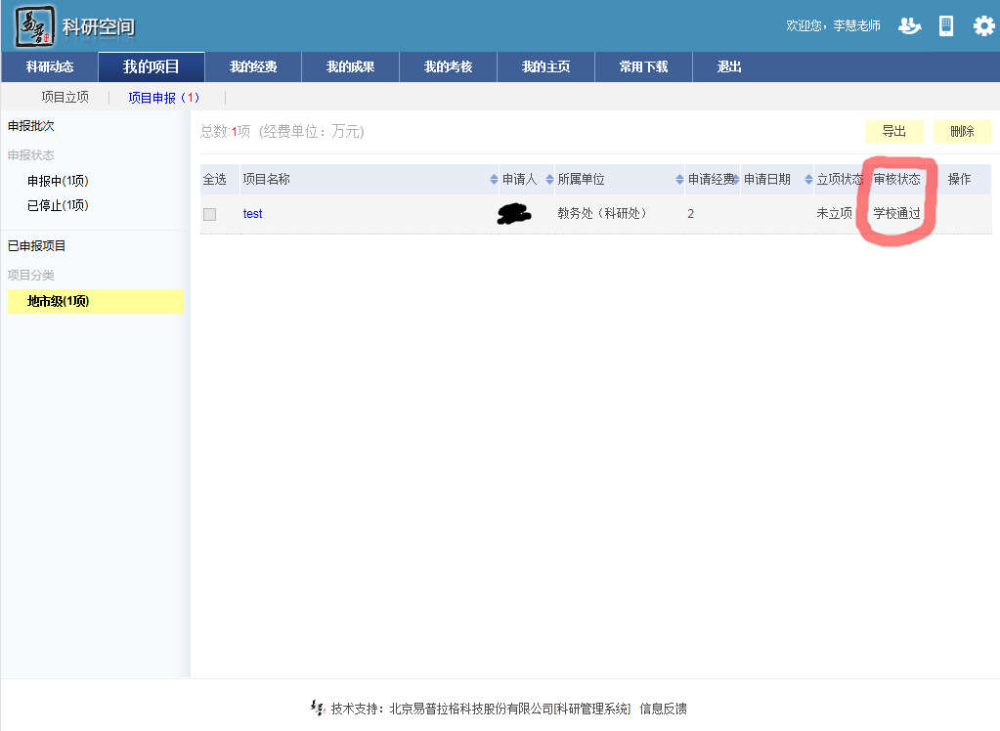 易普 科研空间
欢迎您，李慧老师
科研动态 我的项目 我的经费 我的成果 我的考核 我的主页 常用下载 退出
项目立项 项目申报（1）
申报批次
申报状态
申报中(1项)
已停止(1项)
已申报项目
项目分类
地市级(1项)
总数:1项 (经费单位：万元) 导出 删除
全选 项目名称 申请人 所属单位 申请经费 申请日期 立项状态 审核状态 操作
test 教务处（科研处） 2 未立项 学校通过
技术支持：北京易普拉格科技股份有限公司[科研管理系统] 信息反馈